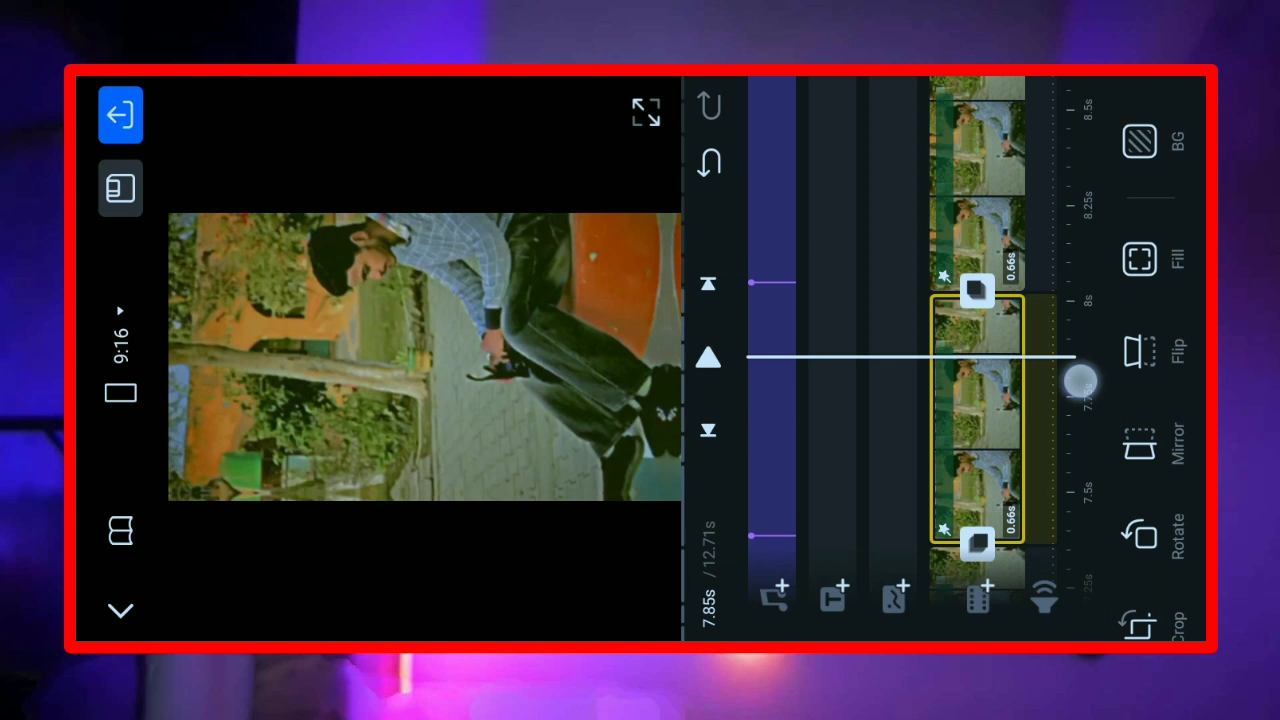 9:16
7.85s / 12.71s
T
0.66s 0.66s
7.5s 8s 8.25s 8.5s
Crop Rotate Mirror Flip Fill BG